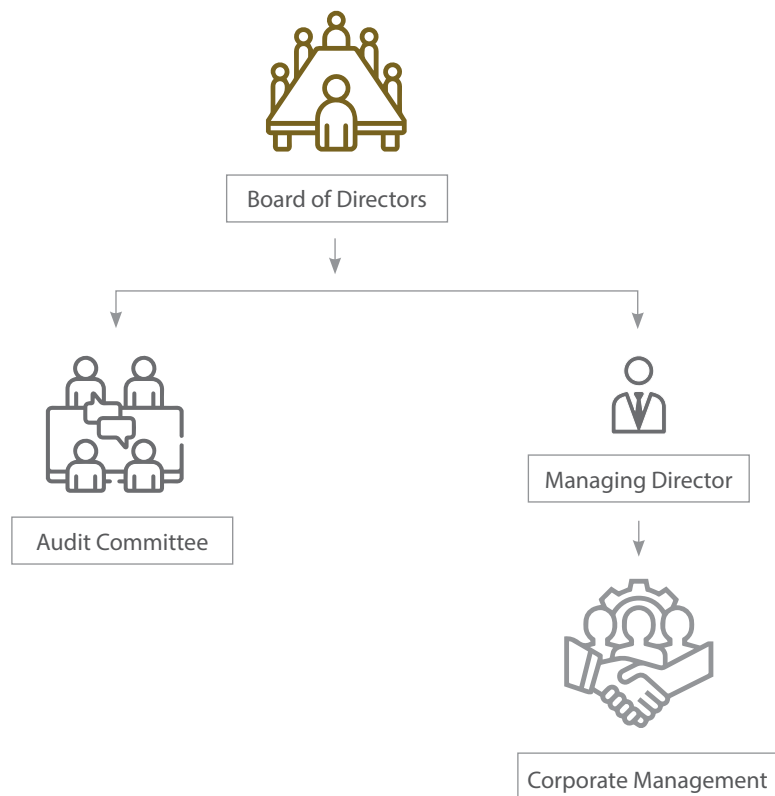 Board of Directors
Managing Director
Audit Committee
Corporate Management